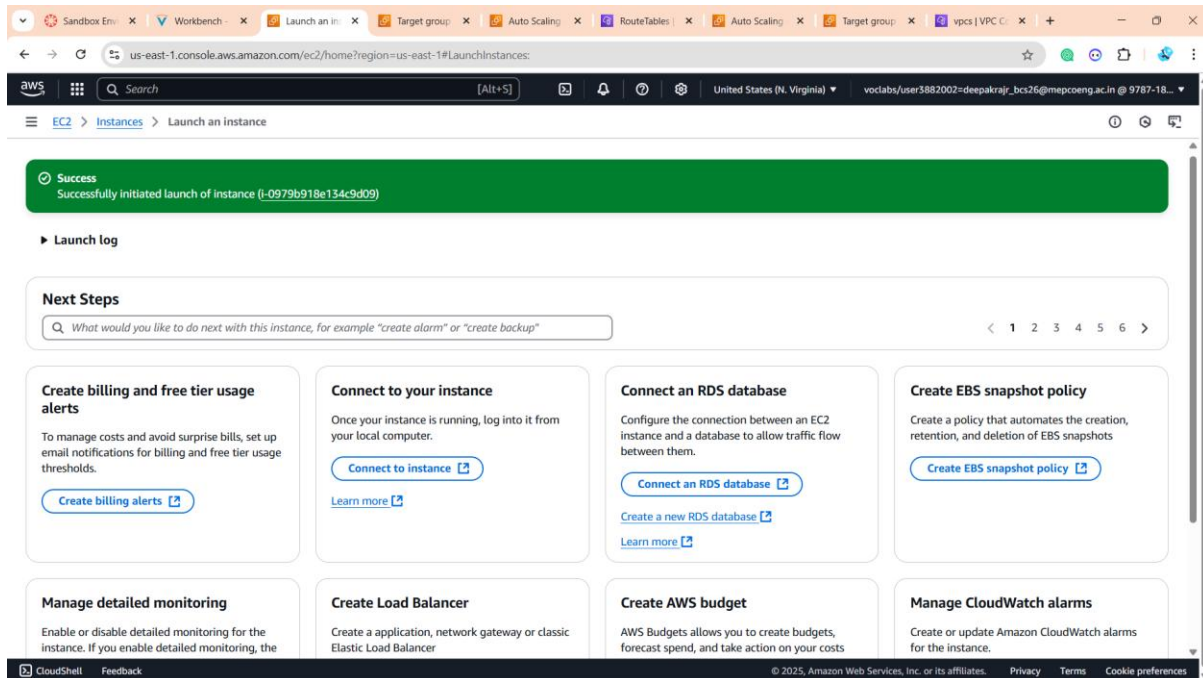 Sandbox Env
Workbench -
Launch an in
Target group
Auto Scaling
RouteTables |
Auto Scaling
Target group
vpcs | VPC C
us-east-1.console.aws.amazon.com/ec2/home?region=us-east-1#LaunchInstances:
aws
Search
[Alt+S]
United States (N. Virginia)
voclabs/user3882002=deepakrajr_bcs26@mepcoeng.ac.in @ 9787-18...
EC2 > Instances > Launch an instance
Success
Successfully initiated launch of instance (i-0979b918e134c9d09)
Launch log
Next Steps
What would you like to do next with this instance, for example "create alarm" or "create backup"
1 2 3 4 5 6
Create billing and free tier usage
alerts
To manage costs and avoid surprise bills, set up
email notifications for billing and free tier usage
thresholds.
Create billing alerts
Connect to your instance
Once your instance is running, log into it from
your local computer.
Connect to instance
Learn more
Connect an RDS database
Configure the connection between an EC2
instance and a database to allow traffic flow
between them.
Connect an RDS database
Create a new RDS database
Learn more
Create EBS snapshot policy
Create a policy that automates the creation,
retention, and deletion of EBS snapshots
Create EBS snapshot policy
Manage detailed monitoring
Enable or disable detailed monitoring for the
instance. If you enable detailed monitoring, the
Create Load Balancer
Create a application, network gateway or classic
Elastic Load Balancer
Create AWS budget
AWS Budgets allows you to create budgets,
forecast spend, and take action on your costs
Manage CloudWatch alarms
Create or update Amazon CloudWatch alarms
for the instance.
CloudShell
Feedback
© 2025, Amazon Web Services, Inc. or its affiliates.
Privacy
Terms
Cookie preferences